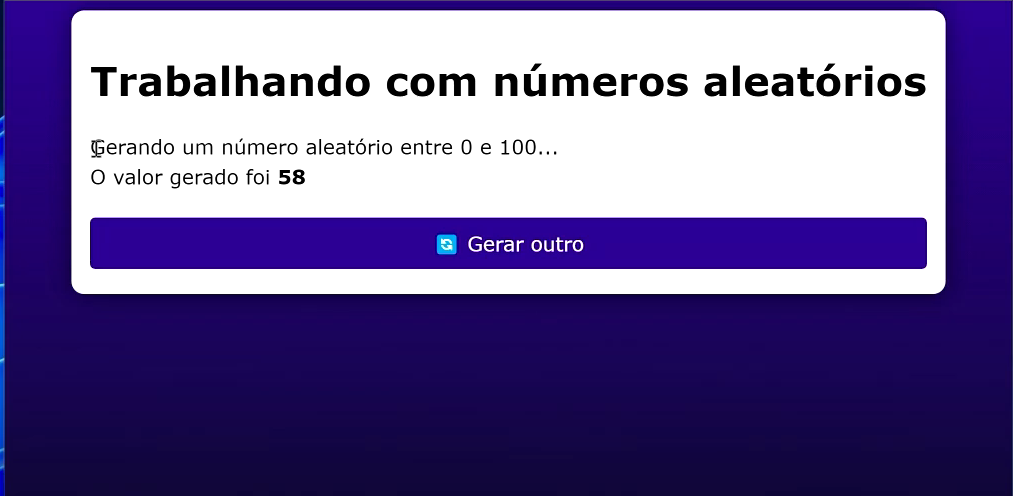 Trabalhando com números aleatórios
Gerando um número aleatório entre 0 e 100...
O valor gerado foi 58
🔄 Gerar outro